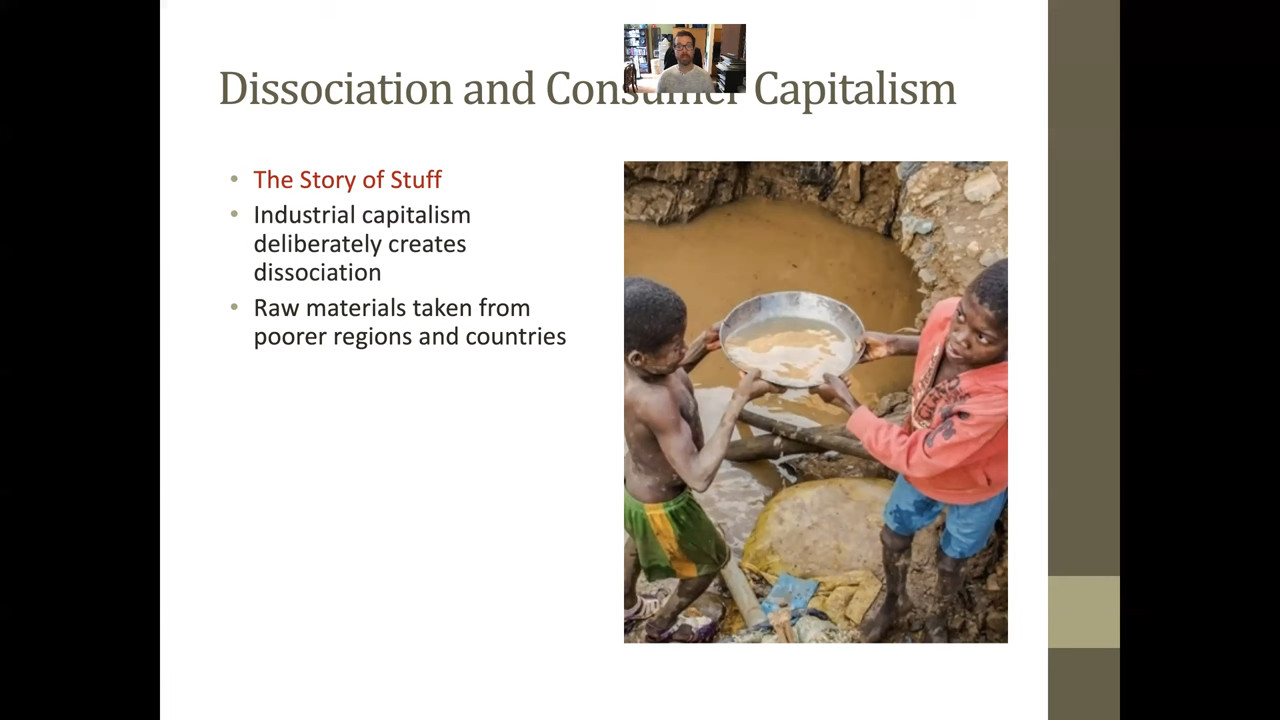 Dissociation and Consumer Capitalism
• The Story of Stuff
• Industrial capitalism
deliberately creates
dissociation
• Raw materials taken from
poorer regions and countries